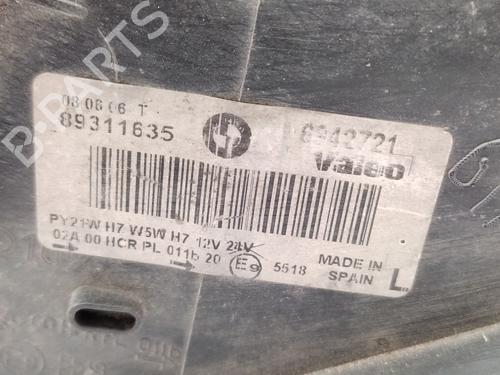 B-PARTS
08 06 06 T
89311635
6942721
Valeo
PY21W H7 W5W H7 12V 24V
02A 00 HCR PL 011b 20 E9 5518
MADE IN
SPAIN
L